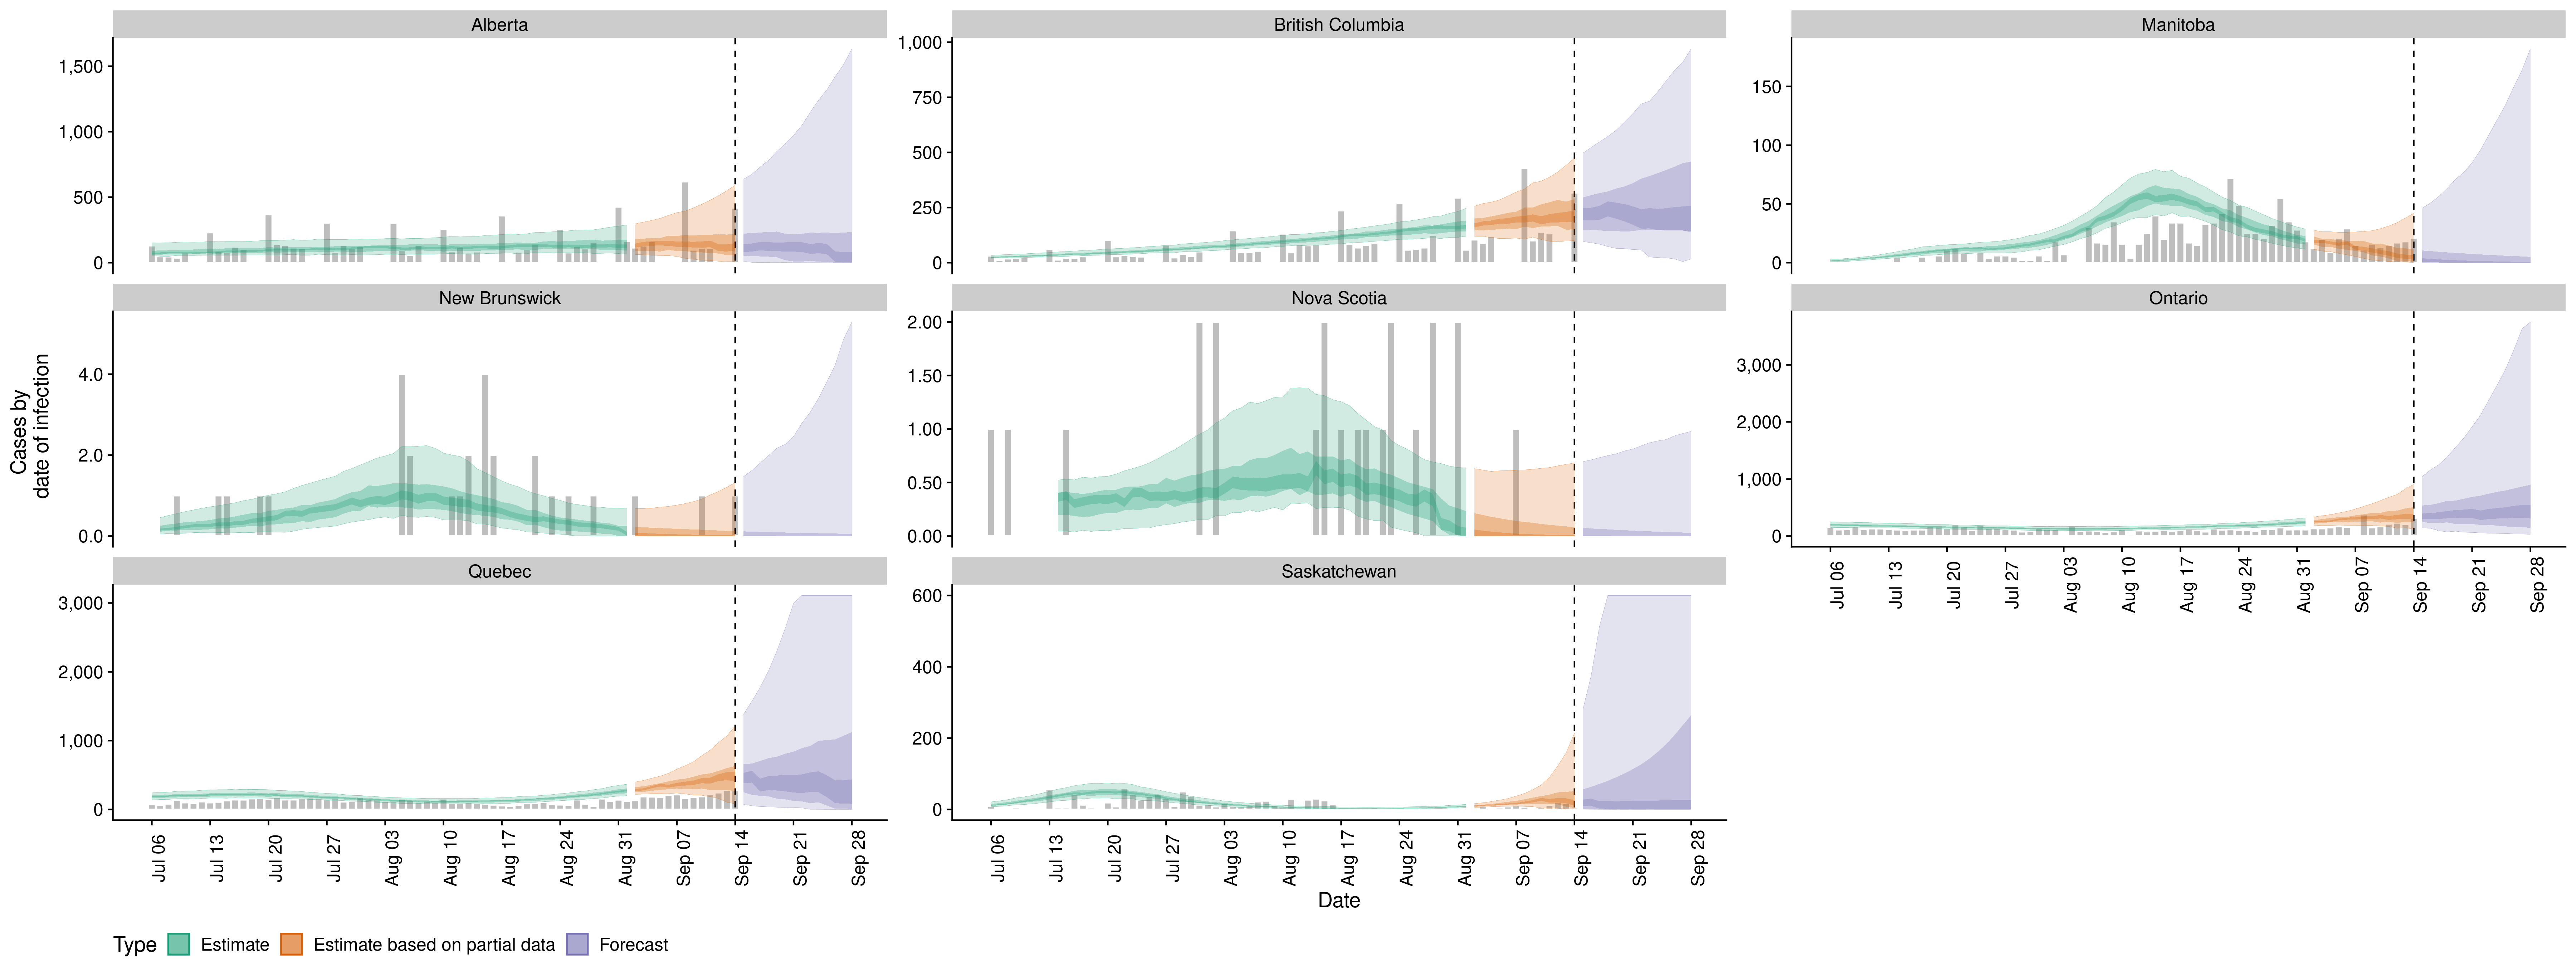 Alberta
British Columbia
Manitoba
1,500
1,000
500
0
1,000
750
500
250
0
150
100
50
0
New Brunswick
Nova Scotia
Ontario
Cases by
date of infection
4.0
2.0
0.0
2.00
1.50
1.00
0.50
0.00
3,000
2,000
1,000
0
Jul 06
Jul 13
Jul 20
Jul 27
Aug 03
Aug 10
Aug 17
Aug 24
Aug 31
Sep 07
Sep 14
Sep 21
Sep 28
Quebec
Saskatchewan
3,000
2,000
1,000
0
600
400
200
0
Jul 06
Jul 13
Jul 20
Jul 27
Aug 03
Aug 10
Aug 17
Aug 24
Aug 31
Sep 07
Sep 14
Sep 21
Sep 28
Jul 06
Jul 13
Jul 20
Jul 27
Aug 03
Aug 10
Aug 17
Aug 24
Aug 31
Sep 07
Sep 14
Sep 21
Sep 28
Date
Type Estimate Estimate based on partial data Forecast